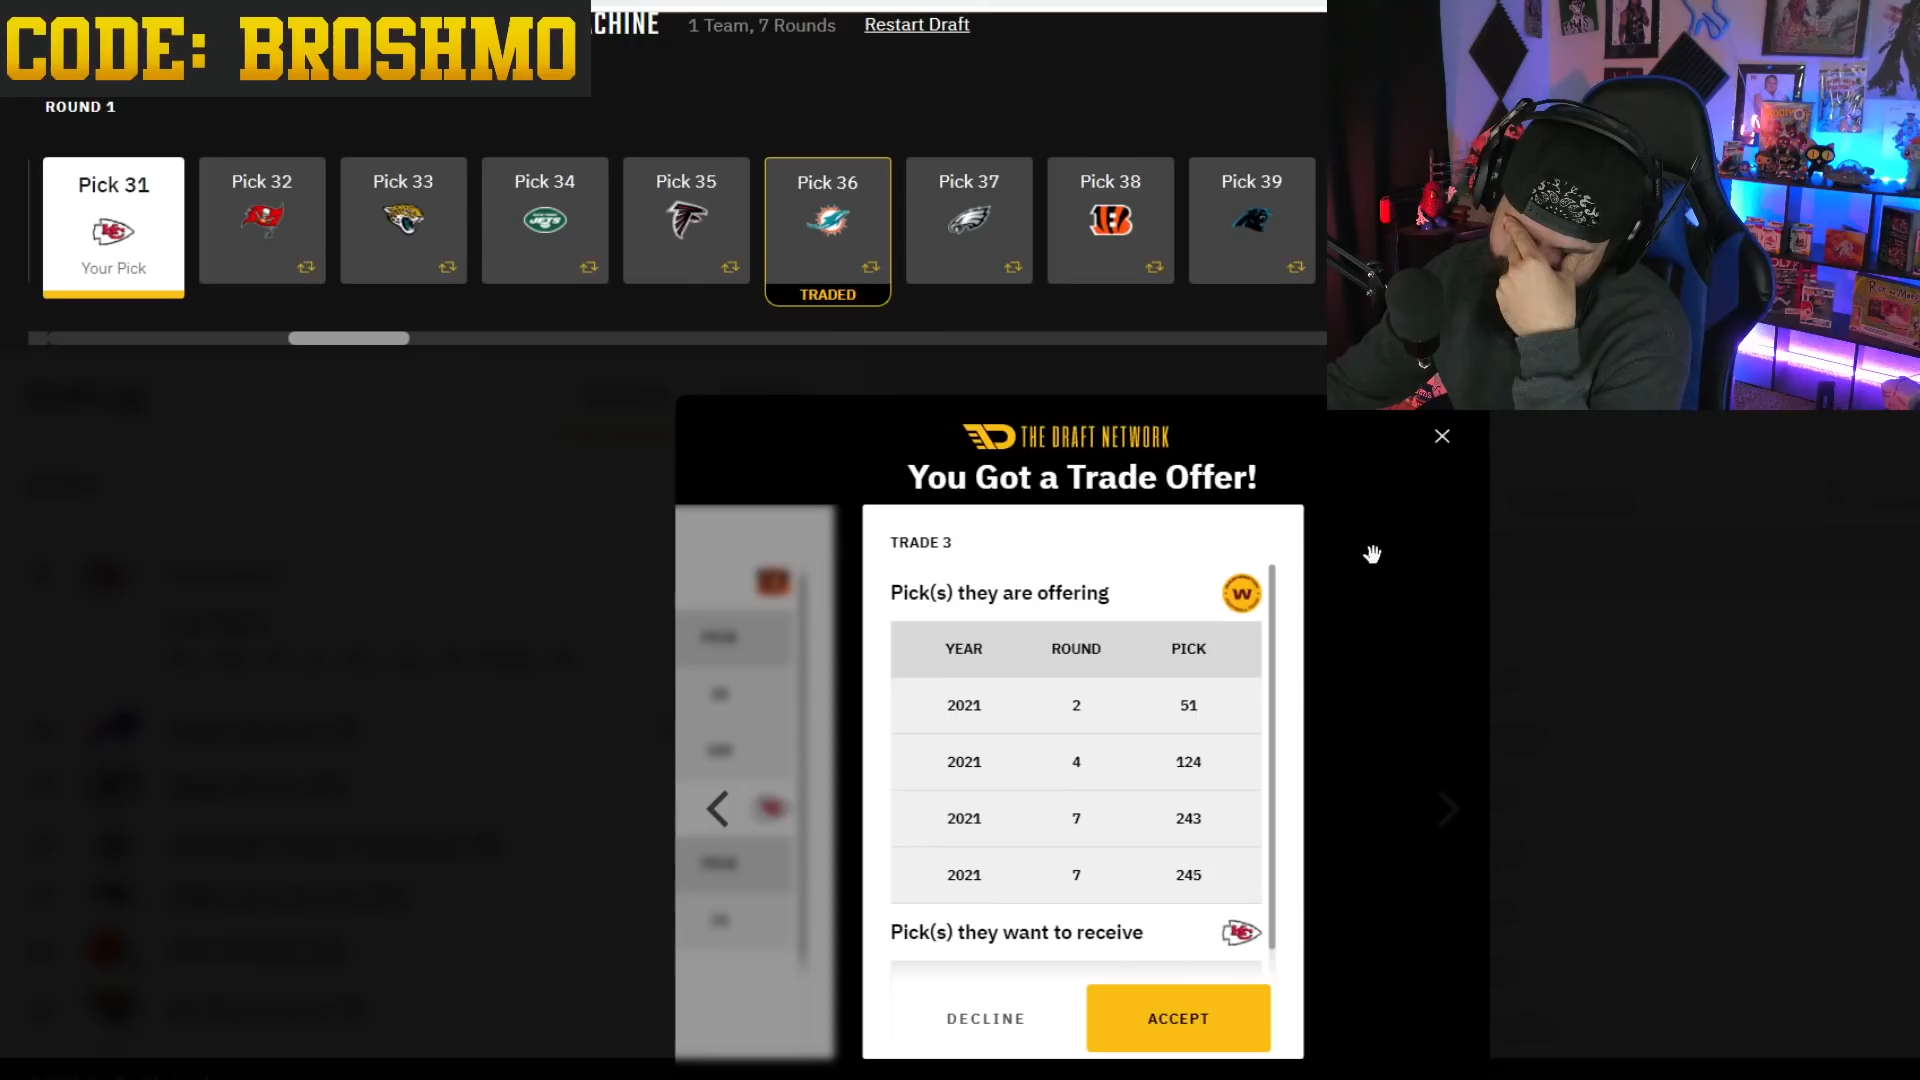 CODE: BROSHMO
CHINE
1 Team, 7 Rounds
Restart Draft
ROUND 1
Pick 31
Your Pick
Pick 32
Pick 33
Pick 34
JETS
Pick 35
Pick 36
TRADED
Pick 37
Pick 38
Pick 39
THE DRAFT NETWORK
You Got a Trade Offer!
TRADE 3
Pick(s) they are offering
W
YEAR ROUND PICK
2021 2 51
2021 4 124
2021 7 243
2021 7 245
Pick(s) they want to receive
KC
DECLINE
ACCEPT